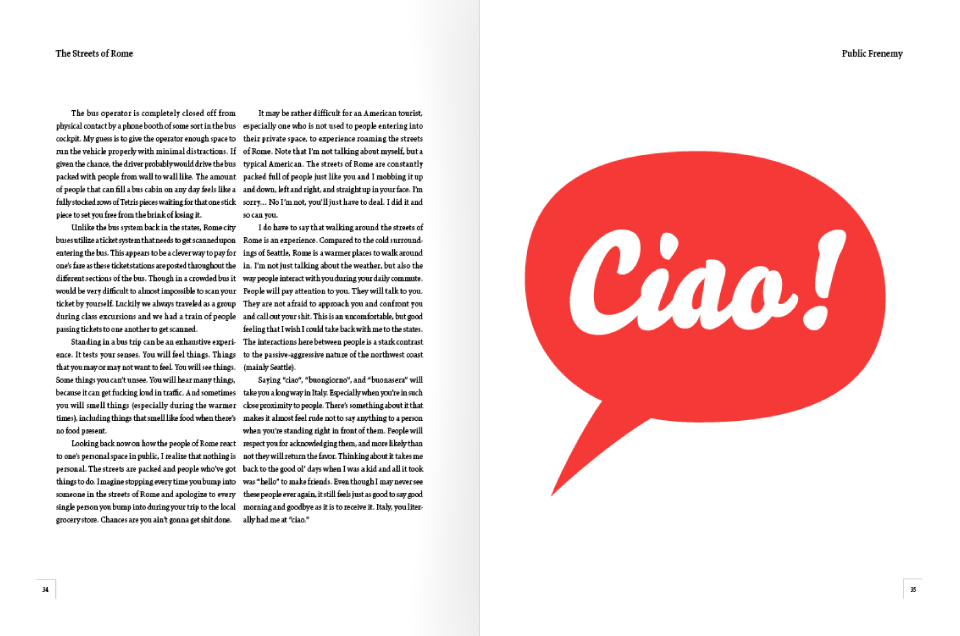 The Streets of Rome
The bus operator is completely closed off from
physical contact by a phone booth of some sort in the bus
cockpit. My guess is to give the operator enough space to
run the vehicle properly with minimal distractions. If
given the chance, the driver probably would drive the bus
packed with people from wall to wall like. The amount
of people that can fill a bus cabin on any day feels like a
fully stocked rows of Tetris pieces waiting for that one stick
piece to set you free from the brink of losing it.
Unlike the bus system back in the states, Rome city
buses utilize a ticket system that needs to get scanned upon
entering the bus. This appears to be a clever way to pay for
one's fare as these ticket stations are posted throughout the
different sections of the bus. Though in a crowded bus it
would be very difficult to almost impossible to scan your
ticket by yourself. Luckily we always traveled as a group
during class excursions and we had a train of people
passing tickets to one another to get scanned.
Standing in a bus trip can be an exhaustive experi-
ence. It tests your senses. You will feel things. Things
that you may or may not want to feel. You will see things.
Some things you can't unsee. You will hear many things,
because it can get fucking loud in traffic. And sometimes
you will smell things (especially during the warmer
times), including things that smell like food when there's
no food present.
Looking back now on how the people of Rome react
to one's personal space in public, I realize that nothing is
personal. The streets are packed and people who've got
things to do. Imagine stopping every time you bump into
someone in the streets of Rome and apologize to every
single person you bump into during your trip to the local
grocery store. Chances are you ain't gonna get shit done.
It may be rather difficult for an American tourist,
especially one who is not used to people entering into
their private space, to experience roaming the streets
of Rome. Note that I'm not talking about myself, but a
typical American. The streets of Rome are constantly
packed full of people just like you and I mobbing it up
and down, left and right, and straight up in your face. I'm
sorry... No I'm not, you'll just have to deal. I did it and
so can you.
I do have to say that walking around the streets of
Rome is an experience. Compared to the cold surround-
ings of Seattle, Rome is a warmer places to walk around
in. I'm not just talking about the weather, but also the
way people interact with you during your daily commute.
People will pay attention to you. They will talk to you.
They are not afraid to approach you and confront you
and call out your shit. This is an uncomfortable, but good
feeling that I wish I could take back with me to the states.
The interactions here between people is a stark contrast
to the passive-aggressive nature of the northwest coast
(mainly Seattle).
Saying "ciao", "buongiorno", and "buonasera" will
take you a long way in Italy. Especially when you're in such
close proximity to people. There's something about it that
makes it almost feel rude not to say anything to a person
when you're standing right in front of them. People will
respect you for acknowledging them, and more likely than
not they will return the favor. Thinking about it takes me
back to the good ol' days when I was a kid and all it took
was "hello" to make friends. Even though I may never see
these people ever again, it still feels just as good to say good
morning and goodbye as it is to receive it. Italy, you liter-
ally had me at "ciao."
34
Public Frenemy
Ciao!
35